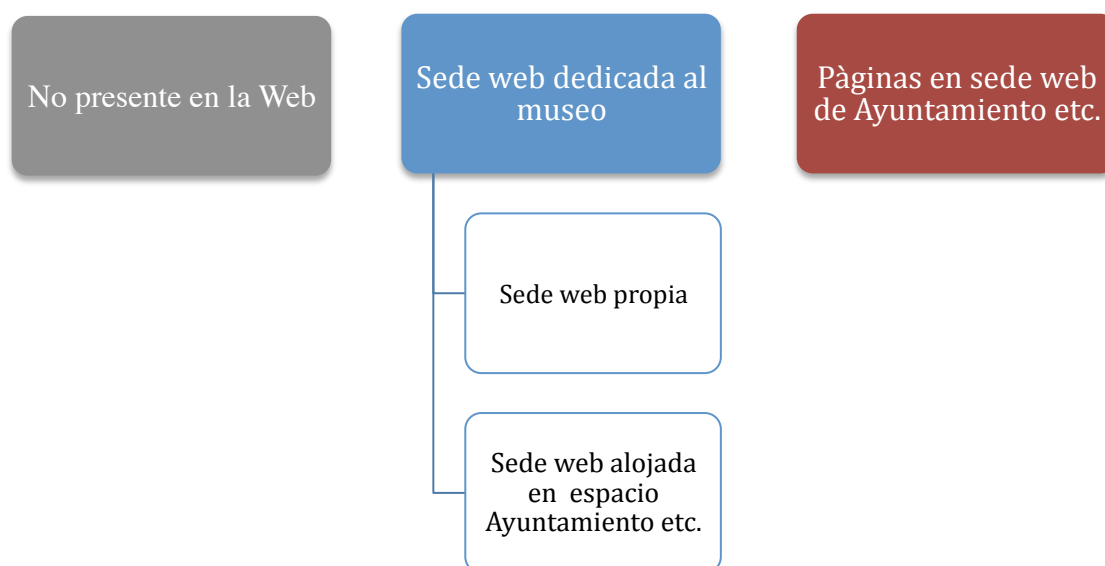 No presente en la Web
Sede web dedicada al
museo
Pàginas en sede web
de Ayuntamiento etc.
Sede web propia
Sede web alojada
en espacio
Ayuntamiento etc.